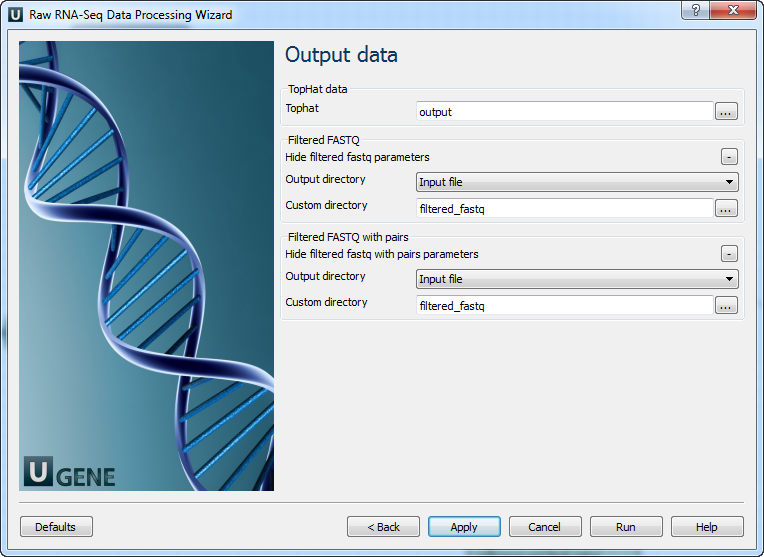 U Raw RNA-Seq Data Processing Wizard ?
Output data
TopHat data
Tophat output ...
Filtered FASTQ
Hide filtered fastq parameters -
Output directory Input file
Custom directory filtered_fastq ...
Filtered FASTQ with pairs
Hide filtered fastq with pairs parameters -
Output directory Input file
Custom directory filtered_fastq ...
U GENE
Defaults < Back Apply Cancel Run Help